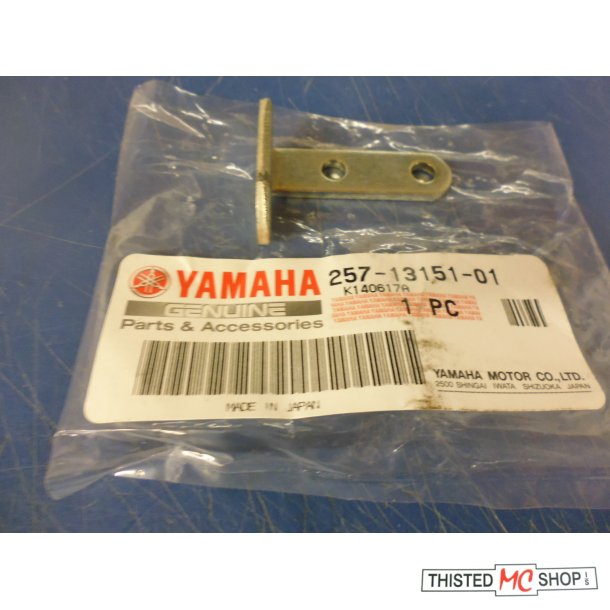 YAMAHA
257-13151-01
K140617A
GENUINE
1 PC
Parts & Accessories
YAMAHA MOTOR CO.,LTD.
2500 SHINGAI IWATA SHIZUOKA JAPAN
MADE IN JAPAN
THISTED MC SHOP I/S